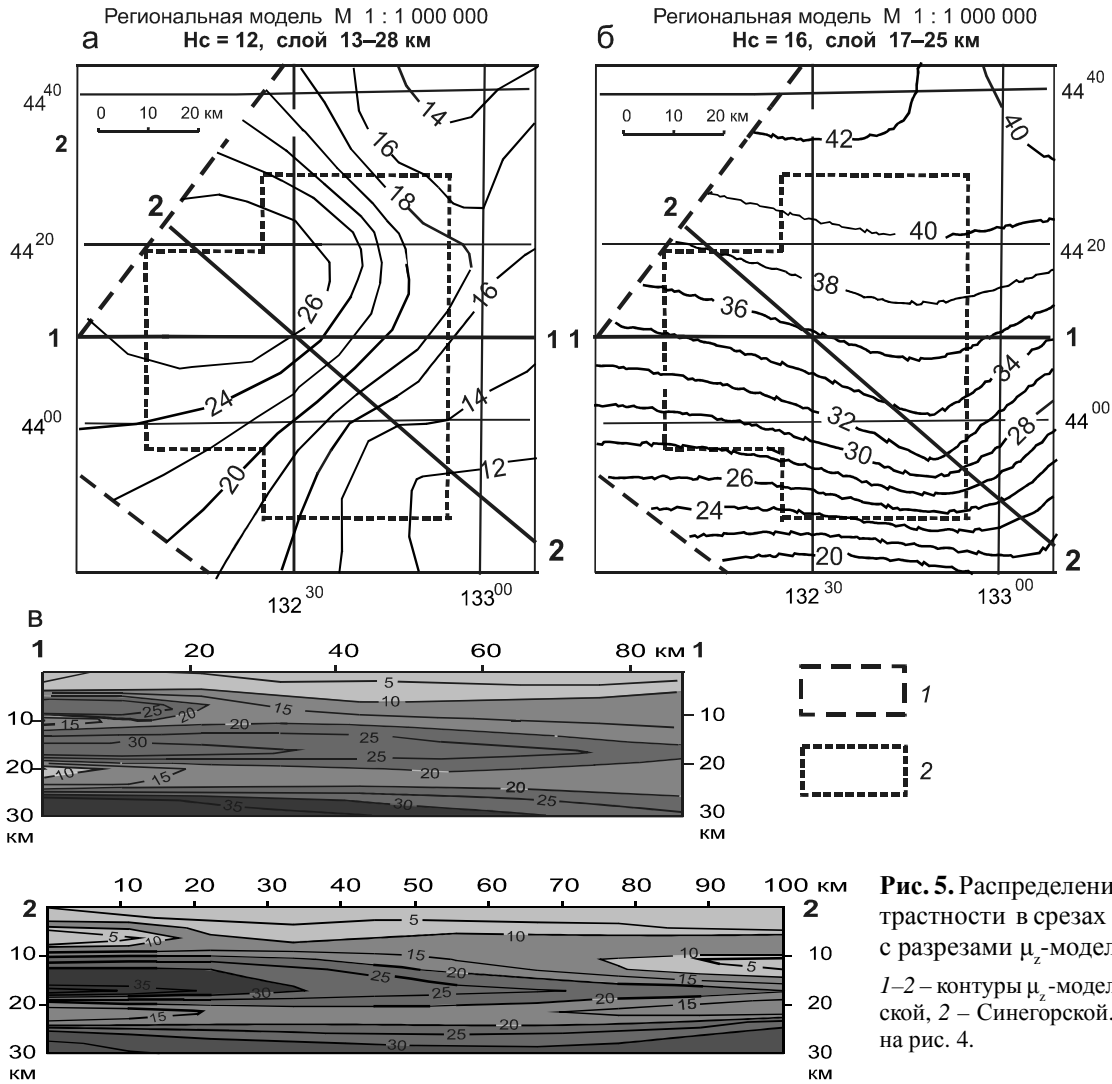 Региональная модель М 1 : 1 000 000
а Нс = 12, слой 13–28 км
44 40
0 10 20 км
2
14
16
18
2
44 20
26
16
1 1
24
14
44 00
20
12
2
132 30 133 00
Региональная модель М 1 : 1 000 000
б Нс = 16, слой 17–25 км
44 40
0 10 20 км
42
40
2
40
44 20
38
36
1 1
34
32
44 00
30
28
26
24
20
2
132 30 133 00
в
1 20 40 60 80 км 1
5
10
25 20 15
10 10
15
20
30 25
25
20 20
10 15 20
20
25
35 30
30 30
км км
1
2
10 20 30 40 50 60 70 80 90 100 км
2 2
5
5 10 10
10 10
5
20 15
25
35 30
20 15
20 20
15
20
30
30 30
км км
Рис. 5. Распределени
трастности в срезах
с разрезами μz-модел
1–2 – контуры μz-модел
ской, 2 – Синегорской.
на рис. 4.